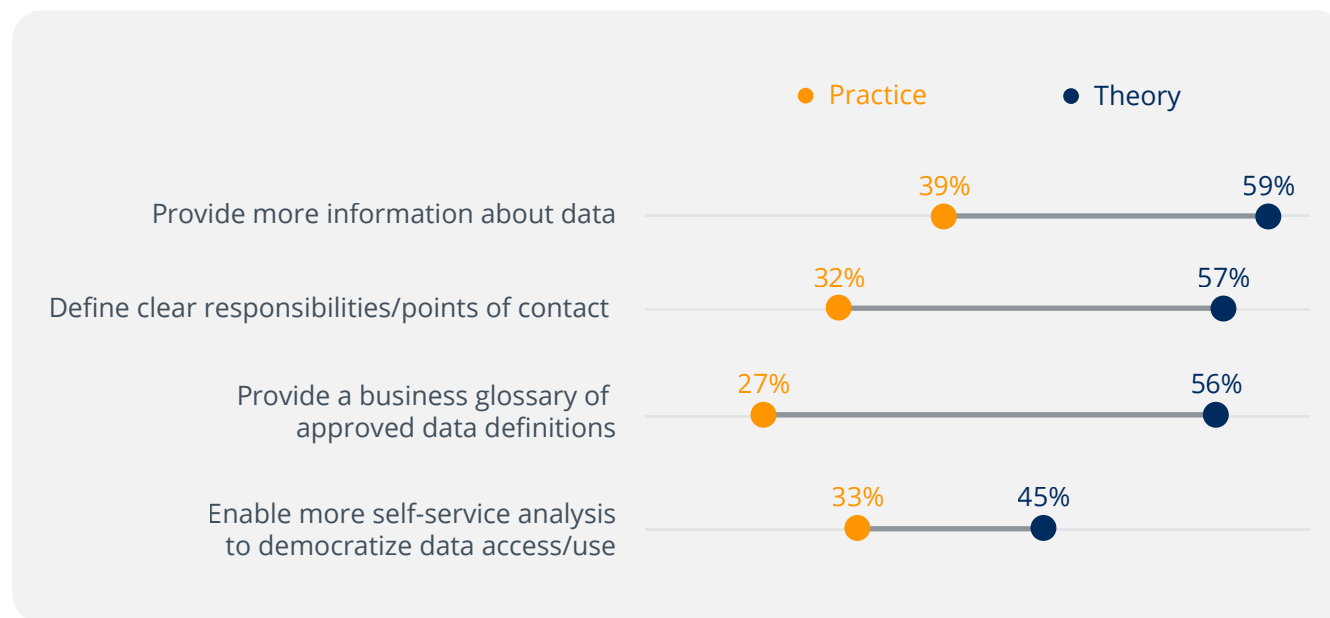 Practice
Theory
39%
59%
Provide more information about data
32%
57%
Define clear responsibilities/points of contact
27%
56%
Provide a business glossary of
approved data definitions
33%
45%
Enable more self-service analysis
to democratize data access/use